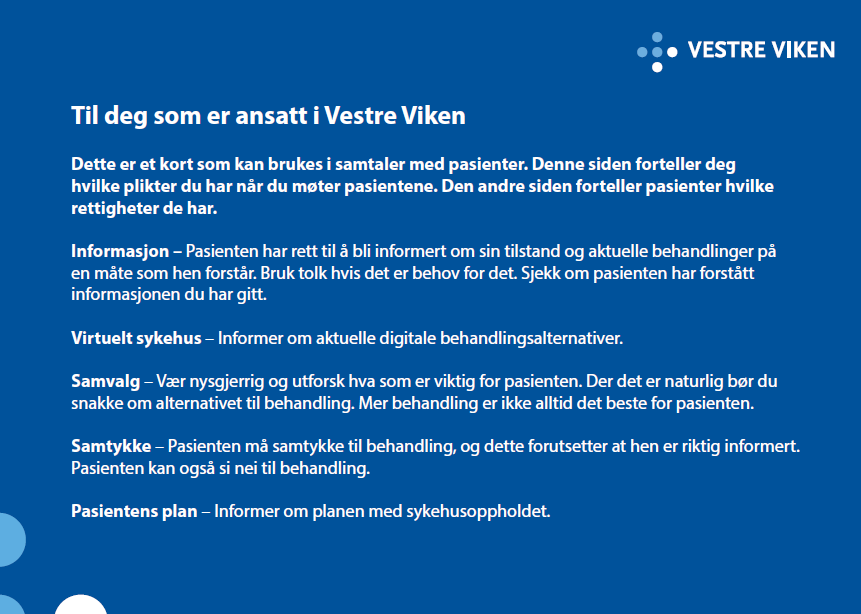 VESTRE VIKEN
Til deg som er ansatt i Vestre Viken
Dette er et kort som kan brukes i samtaler med pasienter. Denne siden forteller deg
hvilke plikter du har når du møter pasientene. Den andre siden forteller pasienter hvilke
rettigheter de har.
Informasjon – Pasienten har rett til å bli informert om sin tilstand og aktuelle behandlinger på
en måte som hen forstår. Bruk tolk hvis det er behov for det. Sjekk om pasienten har forstått
informasjonen du har gitt.
Virtuelt sykehus – Informer om aktuelle digitale behandlingsalternativer.
Samvalg – Vær nysgjerrig og utforsk hva som er viktig for pasienten. Der det er naturlig bør du
snakke om alternativet til behandling. Mer behandling er ikke alltid det beste for pasienten.
Samtykke – Pasienten må samtykke til behandling, og dette forutsetter at hen er riktig informert.
Pasienten kan også si nei til behandling.
Pasientens plan – Informer om planen med sykehusoppholdet.